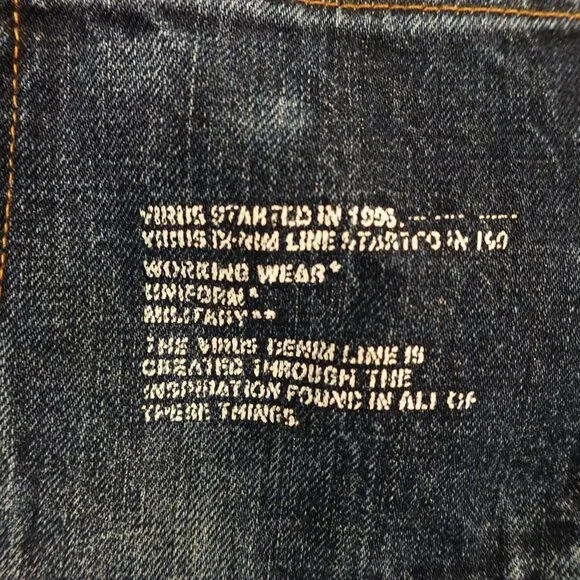 VIRUS STARTED IN
VIRUS DENIM LINE STARTED IN
WORKING WEAR*
UNIFORM*
MILITARY**
THE VIRUS DENIM LINE IS
CREATED THROUGH THE
INSPIRATION FOUND IN ALL OF
THESE THINGS.